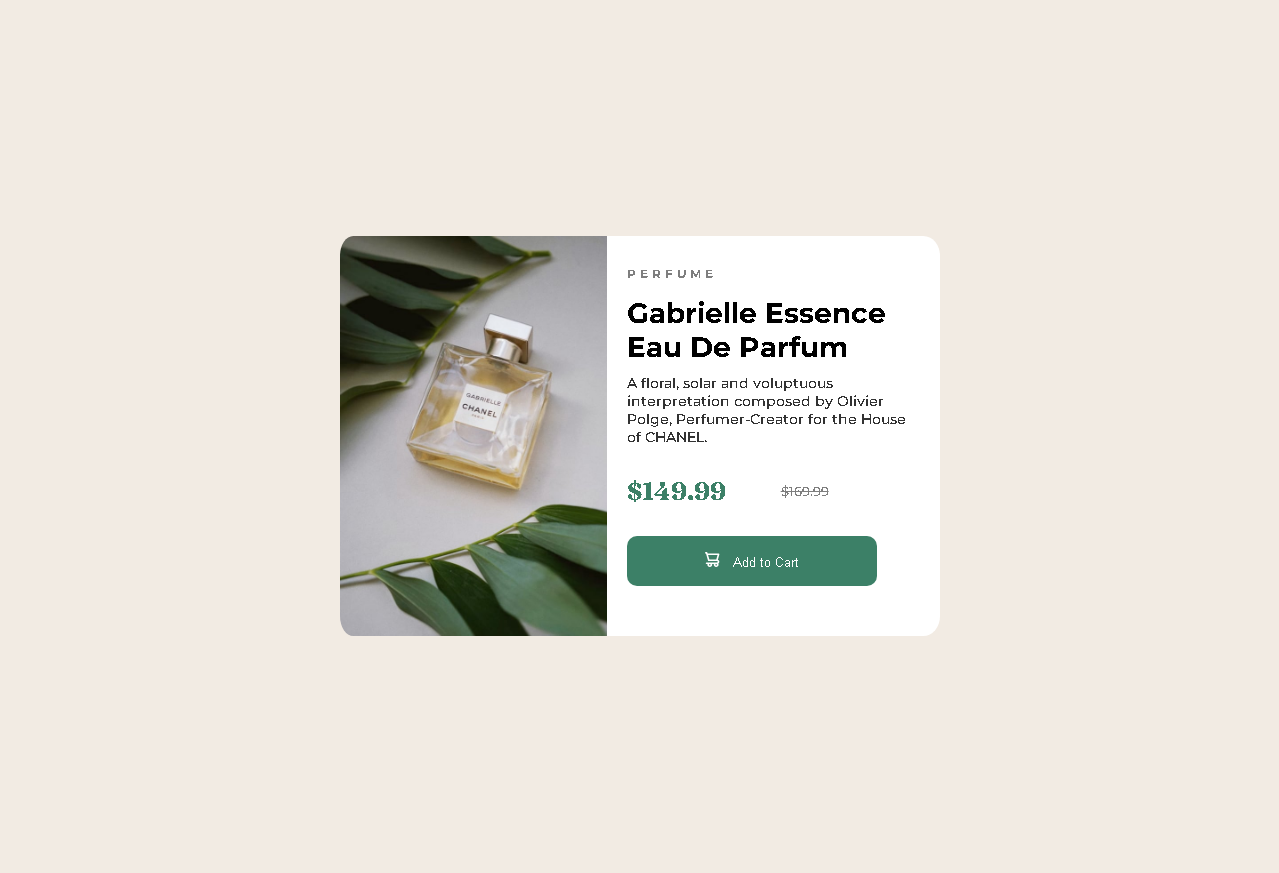 GABRIELLE
CHANEL
PARIS
PERFUME
Gabrielle Essence
Eau De Parfum
A floral, solar and voluptuous
interpretation composed by Olivier
Polge, Perfumer-Creator for the House
of CHANEL.
$149.99 $169.99
Add to Cart